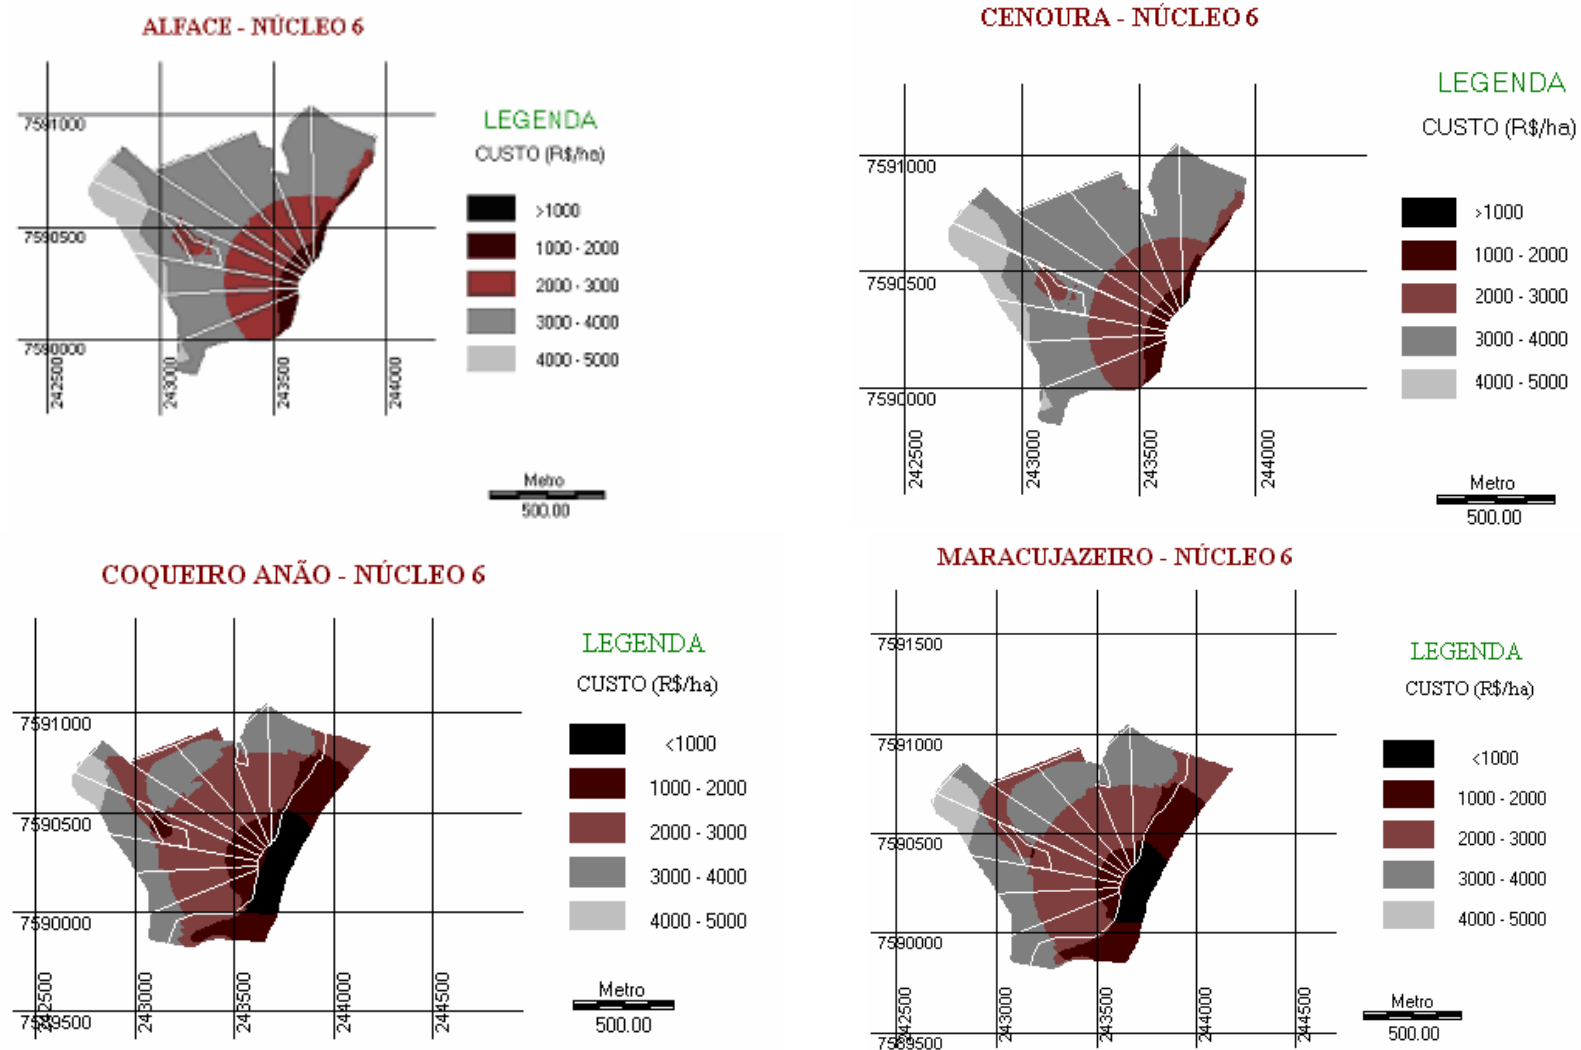 ALFACE - NÚCLEO 6
7591000
7590500
7590000
242500
243000
243500
244000
LEGENDA
CUSTO (R$/ha)
>1000
1000 - 2000
2000 - 3000
3000 - 4000
4000 - 5000
Metro
500.00
CENOURA - NÚCLEO 6
7591000
7590500
7590000
242500
243000
243500
244000
LEGENDA
CUSTO (R$/ha)
>1000
1000 - 2000
2000 - 3000
3000 - 4000
4000 - 5000
Metro
500.00
COQUEIRO ANÃO - NÚCLEO 6
7591000
7590500
7590000
7589500
242500
243000
243500
244000
244500
LEGENDA
CUSTO (R$/ha)
<1000
1000 - 2000
2000 - 3000
3000 - 4000
4000 - 5000
Metro
500.00
MARACUJAZEIRO - NÚCLEO 6
7591500
7591000
7590500
7590000
7589500
242500
243000
243500
244000
244500
LEGENDA
CUSTO (R$/ha)
<1000
1000 - 2000
2000 - 3000
3000 - 4000
4000 - 5000
Metro
500.00